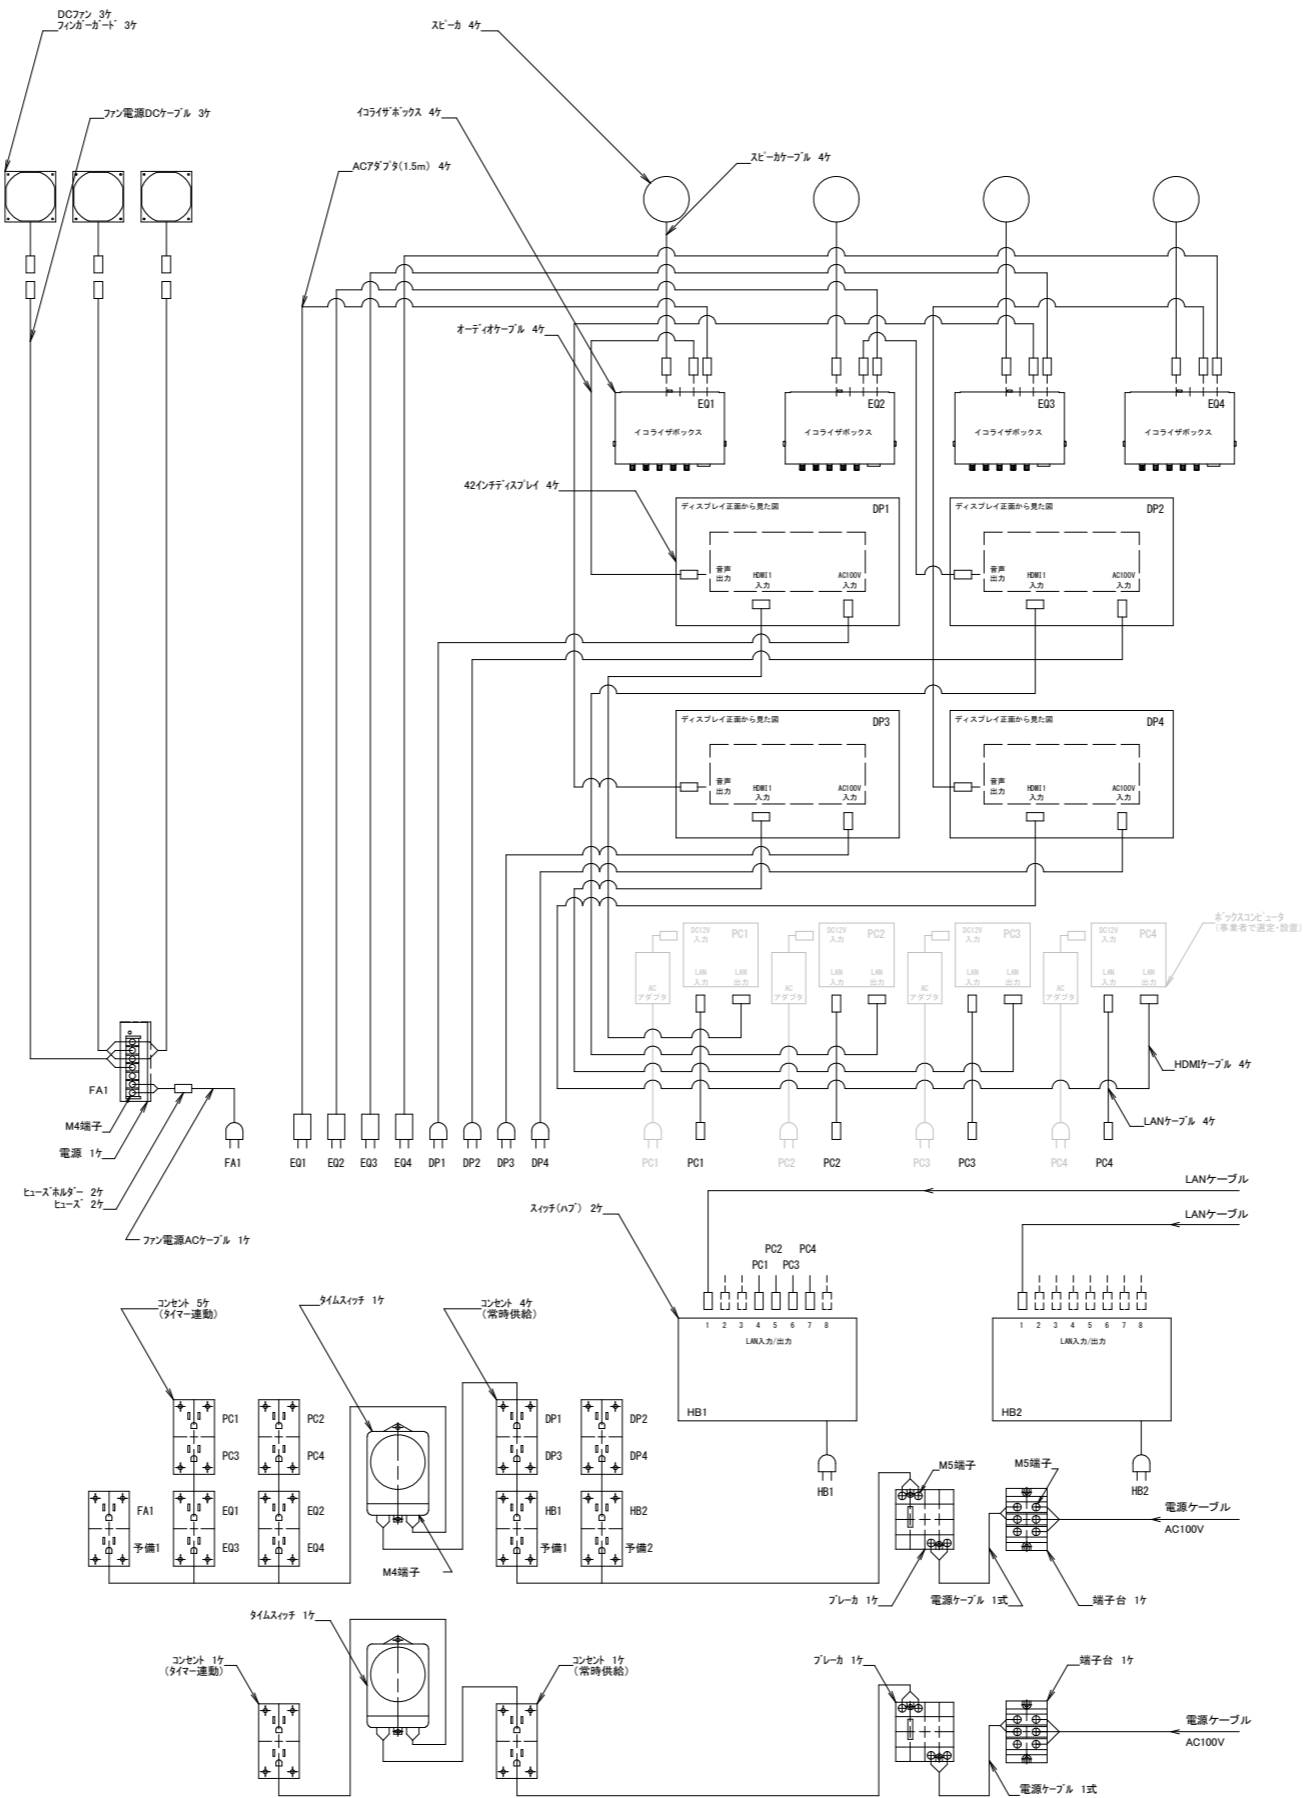 DCファン 3ケ
フィンガーガード 3ケ
スピーカ 4ケ
ファン電源DCケーブル 3ケ
イコライザボックス 4ケ
ACアダプタ(1.5m) 4ケ
スピーカケーブル 4ケ
オーディオケーブル 4ケ
EQ1
イコライザボックス
EQ2
イコライザボックス
EQ3
イコライザボックス
EQ4
イコライザボックス
42インチディスプレイ 4ケ
ディスプレイ正面から見た図
DP1
音声
出力
HDMI1
入力
AC100V
入力
ディスプレイ正面から見た図
DP2
音声
出力
HDMI1
入力
AC100V
入力
ディスプレイ正面から見た図
DP3
音声
出力
HDMI1
入力
AC100V
入力
ディスプレイ正面から見た図
DP4
音声
出力
HDMI1
入力
AC100V
入力
ボックスコンピュータ
(事業者で選定・設置)
DC12V
入力
PC1
LAN
入力
LAN
出力
AC
アダプタ
DC12V
入力
PC2
LAN
入力
LAN
出力
AC
アダプタ
DC12V
入力
PC3
LAN
入力
LAN
出力
AC
アダプタ
DC12V
入力
PC4
LAN
入力
LAN
出力
AC
アダプタ
HDMIケーブル 4ケ
LANケーブル 4ケ
FA1
M4端子
電源 1ケ
ヒューズホルダー 2ケ
ヒューズ 2ケ
ファン電源ACケーブル 1ケ
FA1
EQ1
EQ2
EQ3
EQ4
DP1
DP2
DP3
DP4
PC1
PC1
PC2
PC2
PC3
PC3
PC4
PC4
LANケーブル
LANケーブル
スイッチ(ハブ) 2ケ
PC2
PC4
PC1
PC3
1 2 3 4 5 6 7 8
LAN入力/出力
HB1
HB1
1 2 3 4 5 6 7 8
LAN入力/出力
HB2
HB2
コンセント 5ケ
(タイマー連動)
タイムスイッチ 1ケ
コンセント 4ケ
(常時供給)
PC1
PC3
PC2
PC4
FA1
予備1
EQ1
EQ3
EQ2
EQ4
M4端子
DP1
DP3
DP2
DP4
HB1
予備1
HB2
予備2
M5端子
M5端子
電源ケーブル
AC100V
ブレーカ 1ケ
電源ケーブル 1式
端子台 1ケ
タイムスイッチ 1ケ
コンセント 1ケ
(タイマー連動)
コンセント 1ケ
(常時供給)
ブレーカ 1ケ
端子台 1ケ
電源ケーブル
AC100V
電源ケーブル 1式